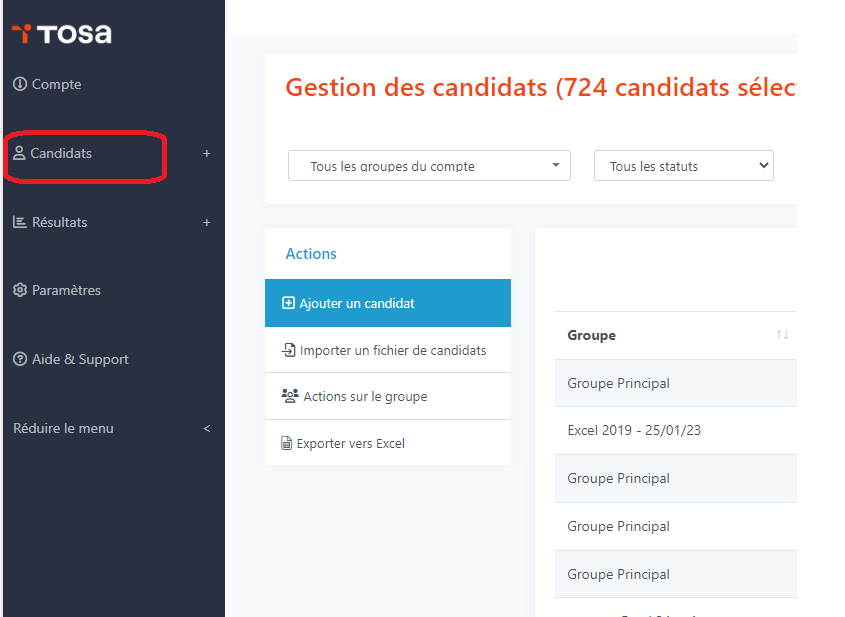 TOSA
Compte
Candidats +
Résultats +
Paramètres
Aide & Support
Réduire le menu <
Gestion des candidats (724 candidats sélec
Tous les groupes du compte
Tous les statuts
Actions
Ajouter un candidat
Importer un fichier de candidats
Actions sur le groupe
Exporter vers Excel
Groupe
Groupe Principal
Excel 2019 - 25/01/23
Groupe Principal
Groupe Principal
Groupe Principal